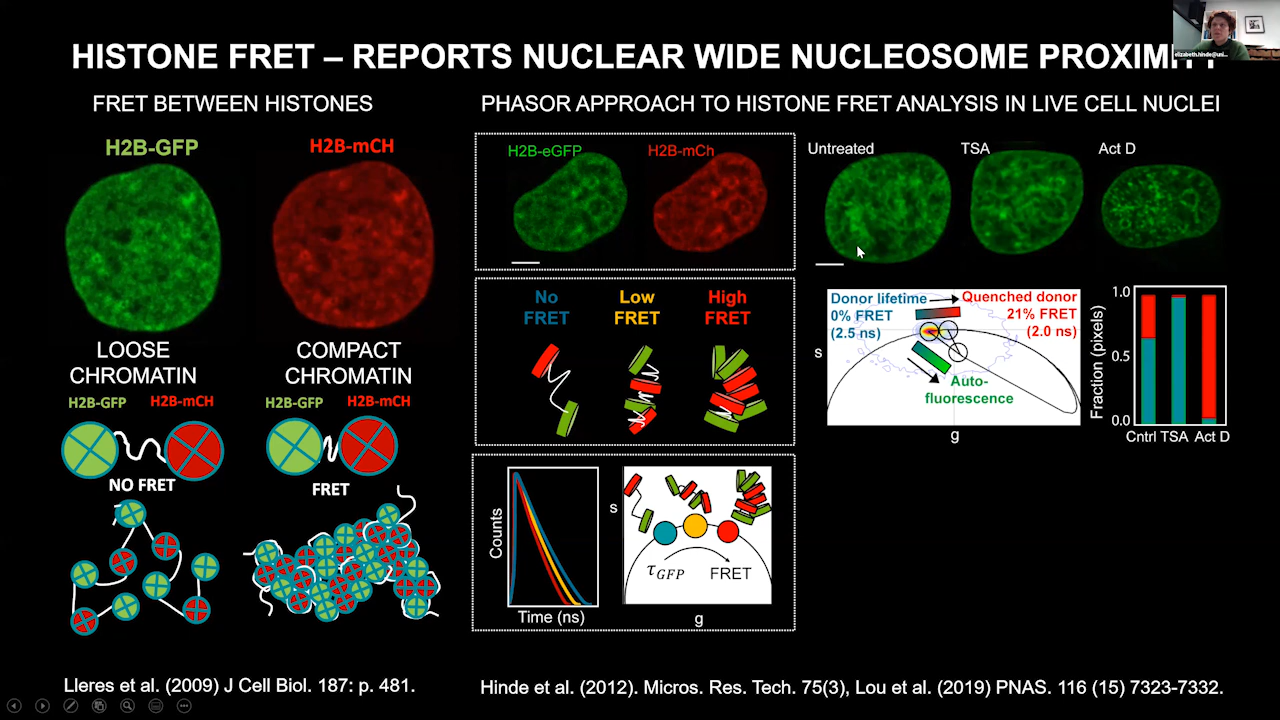 HISTONE FRET – REPORTS NUCLEAR WIDE NUCLEOSOME PROXIMITY
elizabeth.hinde@uni...
FRET BETWEEN HISTONES
H2B-GFP
H2B-mCH
LOOSE
CHROMATIN
COMPACT
CHROMATIN
H2B-GFP
H2B-mCH
H2B-GFP
H2B-mCH
NO FRET
FRET
Lleres et al. (2009) J Cell Biol. 187: p. 481.
PHASOR APPROACH TO HISTONE FRET ANALYSIS IN LIVE CELL NUCLEI
H2B-eGFP
H2B-mCh
No
FRET
Low
FRET
High
FRET
Counts
Time (ns)
s
τGFP
FRET
g
Untreated
TSA
Act D
Donor lifetime
0% FRET
(2.5 ns)
Quenched donor
21% FRET
(2.0 ns)
Auto-
fluorescence
s
g
Fraction (pixels)
1.0
0.5
0.0
Cntrl TSA Act D
Hinde et al. (2012). Micros. Res. Tech. 75(3), Lou et al. (2019) PNAS. 116 (15) 7323-7332.